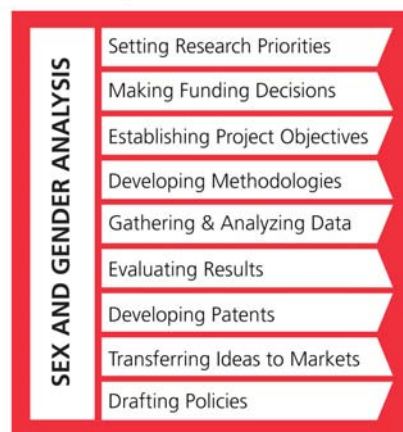 SEX AND GENDER ANALYSIS
Setting Research Priorities
Making Funding Decisions
Establishing Project Objectives
Developing Methodologies
Gathering & Analyzing Data
Evaluating Results
Developing Patents
Transferring Ideas to Markets
Drafting Policies